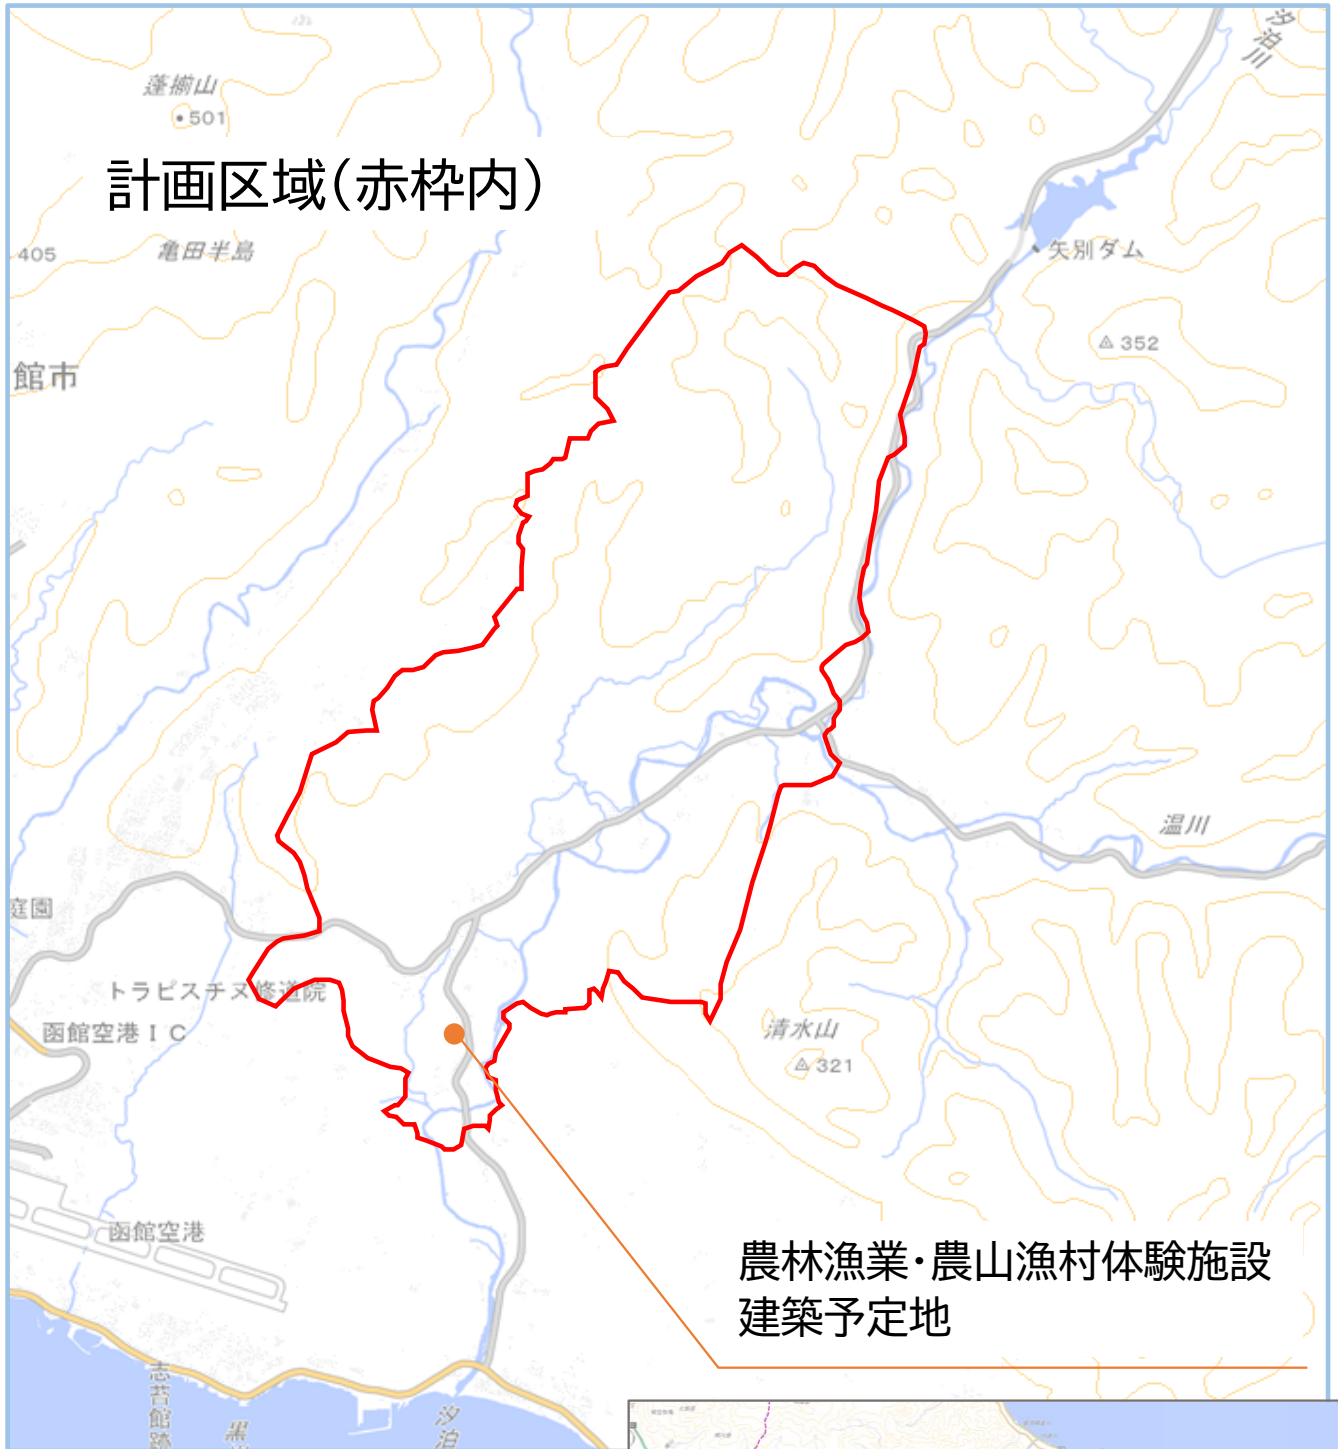 汐泊川
蓬揃山
501
計画区域(赤枠内)
405
亀田半島
矢別ダム
352
館市
温川
庭園
トラピスチヌ修道院
函館空港IC
清水山
321
函館空港
農林漁業・農山漁村体験施設
建築予定地
志苔館跡
黒
汐泊